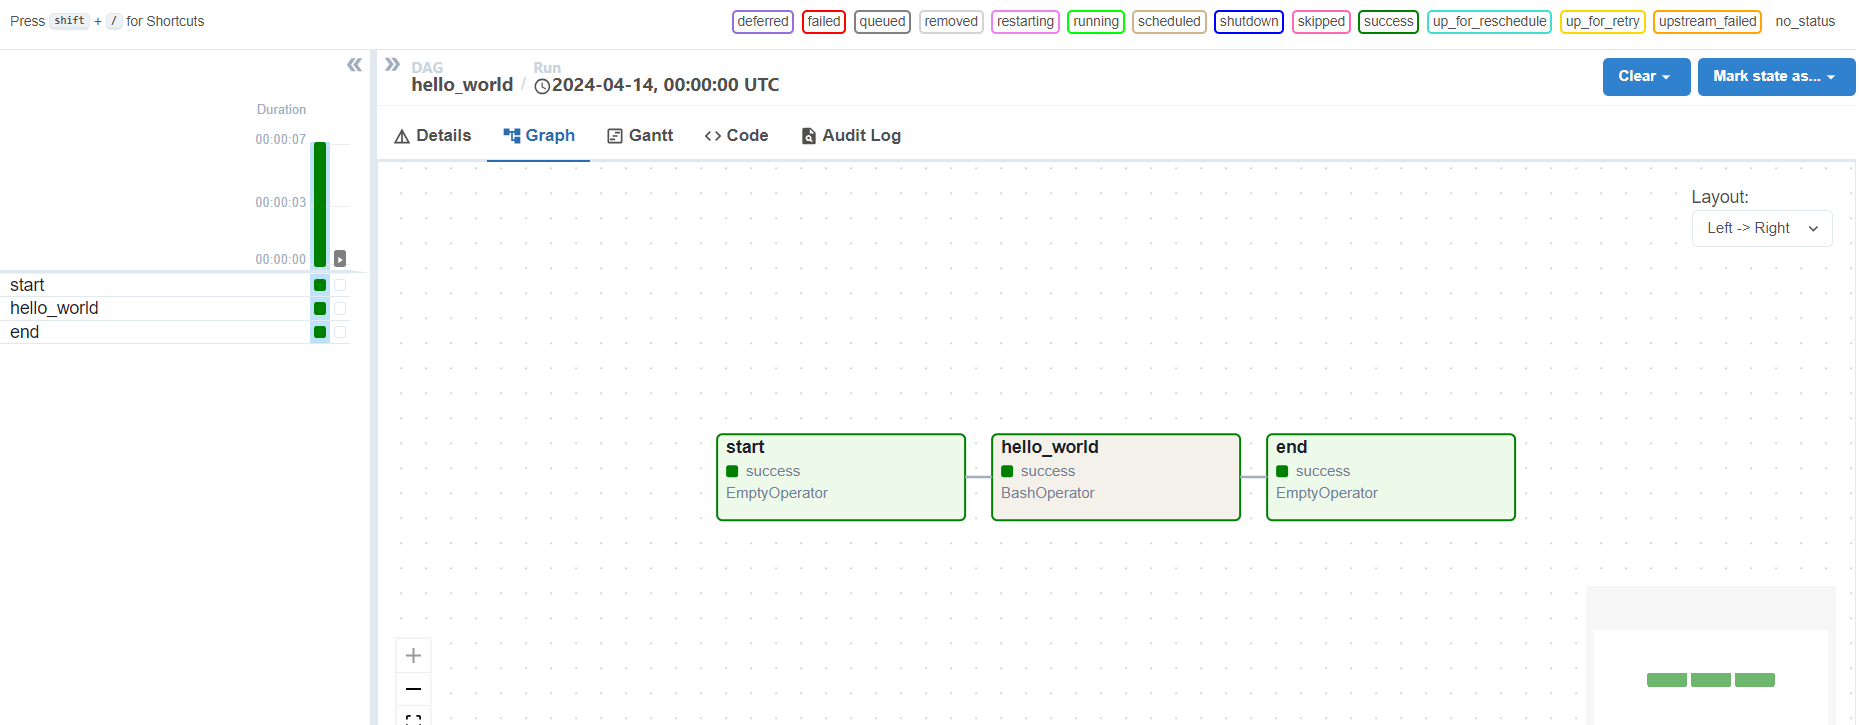 Press shift + / for Shortcuts
deferred failed queued removed restarting running scheduled shutdown skipped success up_for_reschedule up_for_retry upstream_failed no_status
DAG
hello_world / Run
2024-04-14, 00:00:00 UTC
Clear
Mark state as...
Details
Graph
Gantt
Code
Audit Log
Duration
00:00:07
00:00:03
00:00:00
start
hello_world
end
Layout:
Left -> Right
start
success
EmptyOperator
hello_world
success
BashOperator
end
success
EmptyOperator